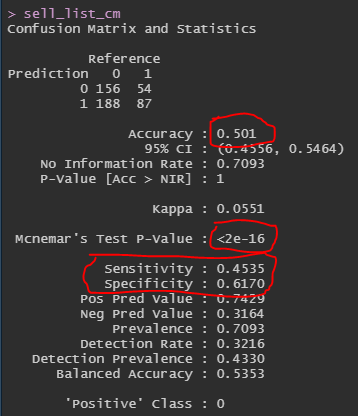 > sell_list_cm
Confusion Matrix and Statistics
Reference
Prediction 0 1
0 156 54
1 188 87
Accuracy : 0.501
95% CI : (0.4556, 0.5464)
No Information Rate : 0.7093
P-Value [Acc > NIR] : 1
Kappa : 0.0551
Mcnemar's Test P-Value : <2e-16
Sensitivity : 0.4535
Specificity : 0.6170
Pos Pred Value : 0.7429
Neg Pred Value : 0.3164
Prevalence : 0.7093
Detection Rate : 0.3216
Detection Prevalence : 0.4330
Balanced Accuracy : 0.5353
'Positive' Class : 0